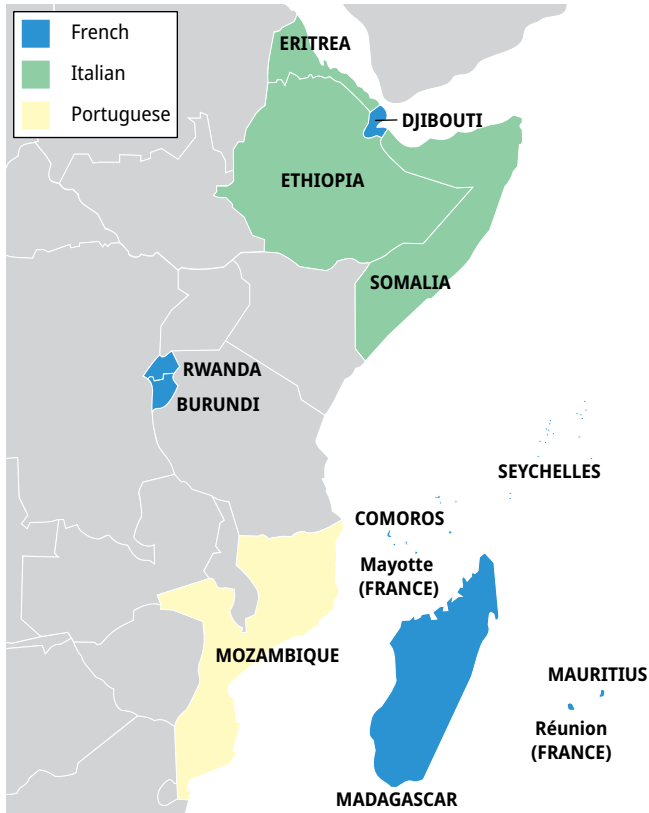 French
Italian
Portuguese
ERITREA
DJIBOUTI
ETHIOPIA
SOMALIA
RWANDA
BURUNDI
SEYCHELLES
COMOROS
Mayotte
(FRANCE)
MOZAMBIQUE
MAURITIUS
Réunion
(FRANCE)
MADAGASCAR